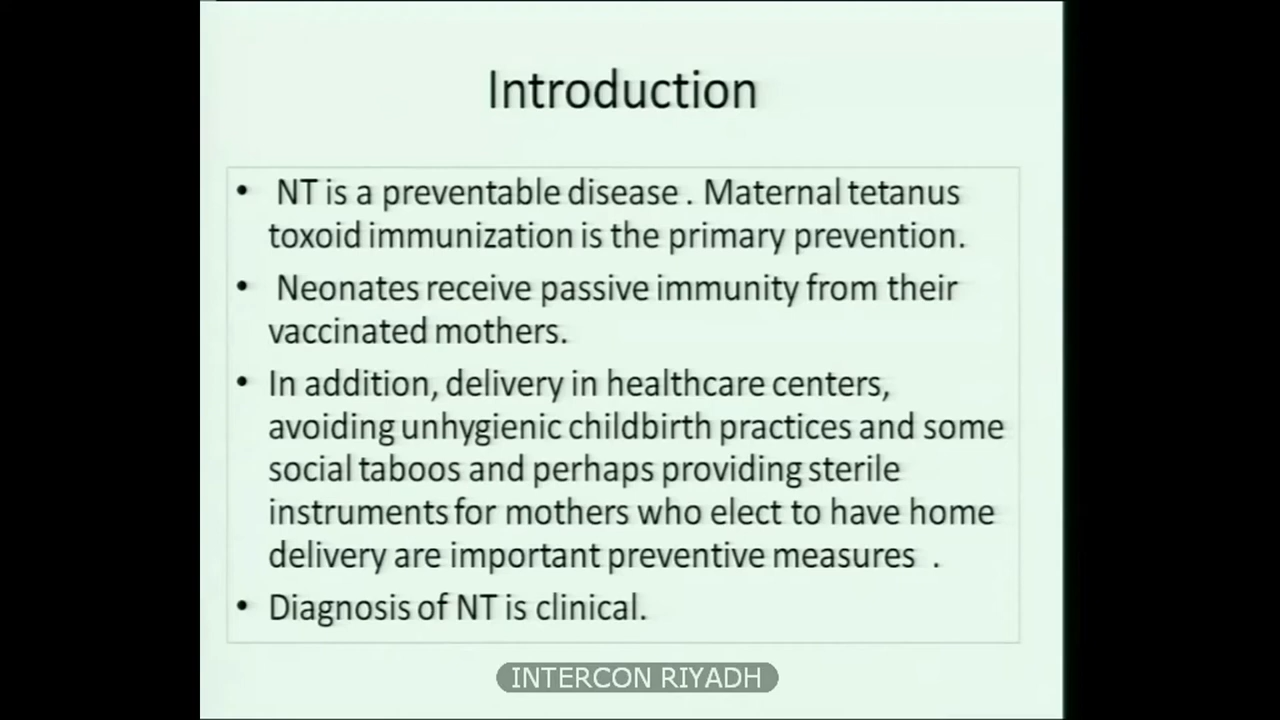 Introduction
• NT is a preventable disease . Maternal tetanus
toxoid immunization is the primary prevention.
• Neonates receive passive immunity from their
vaccinated mothers.
• In addition, delivery in healthcare centers,
avoiding unhygienic childbirth practices and some
social taboos and perhaps providing sterile
instruments for mothers who elect to have home
delivery are important preventive measures .
• Diagnosis of NT is clinical.
INTERCON RIYADH